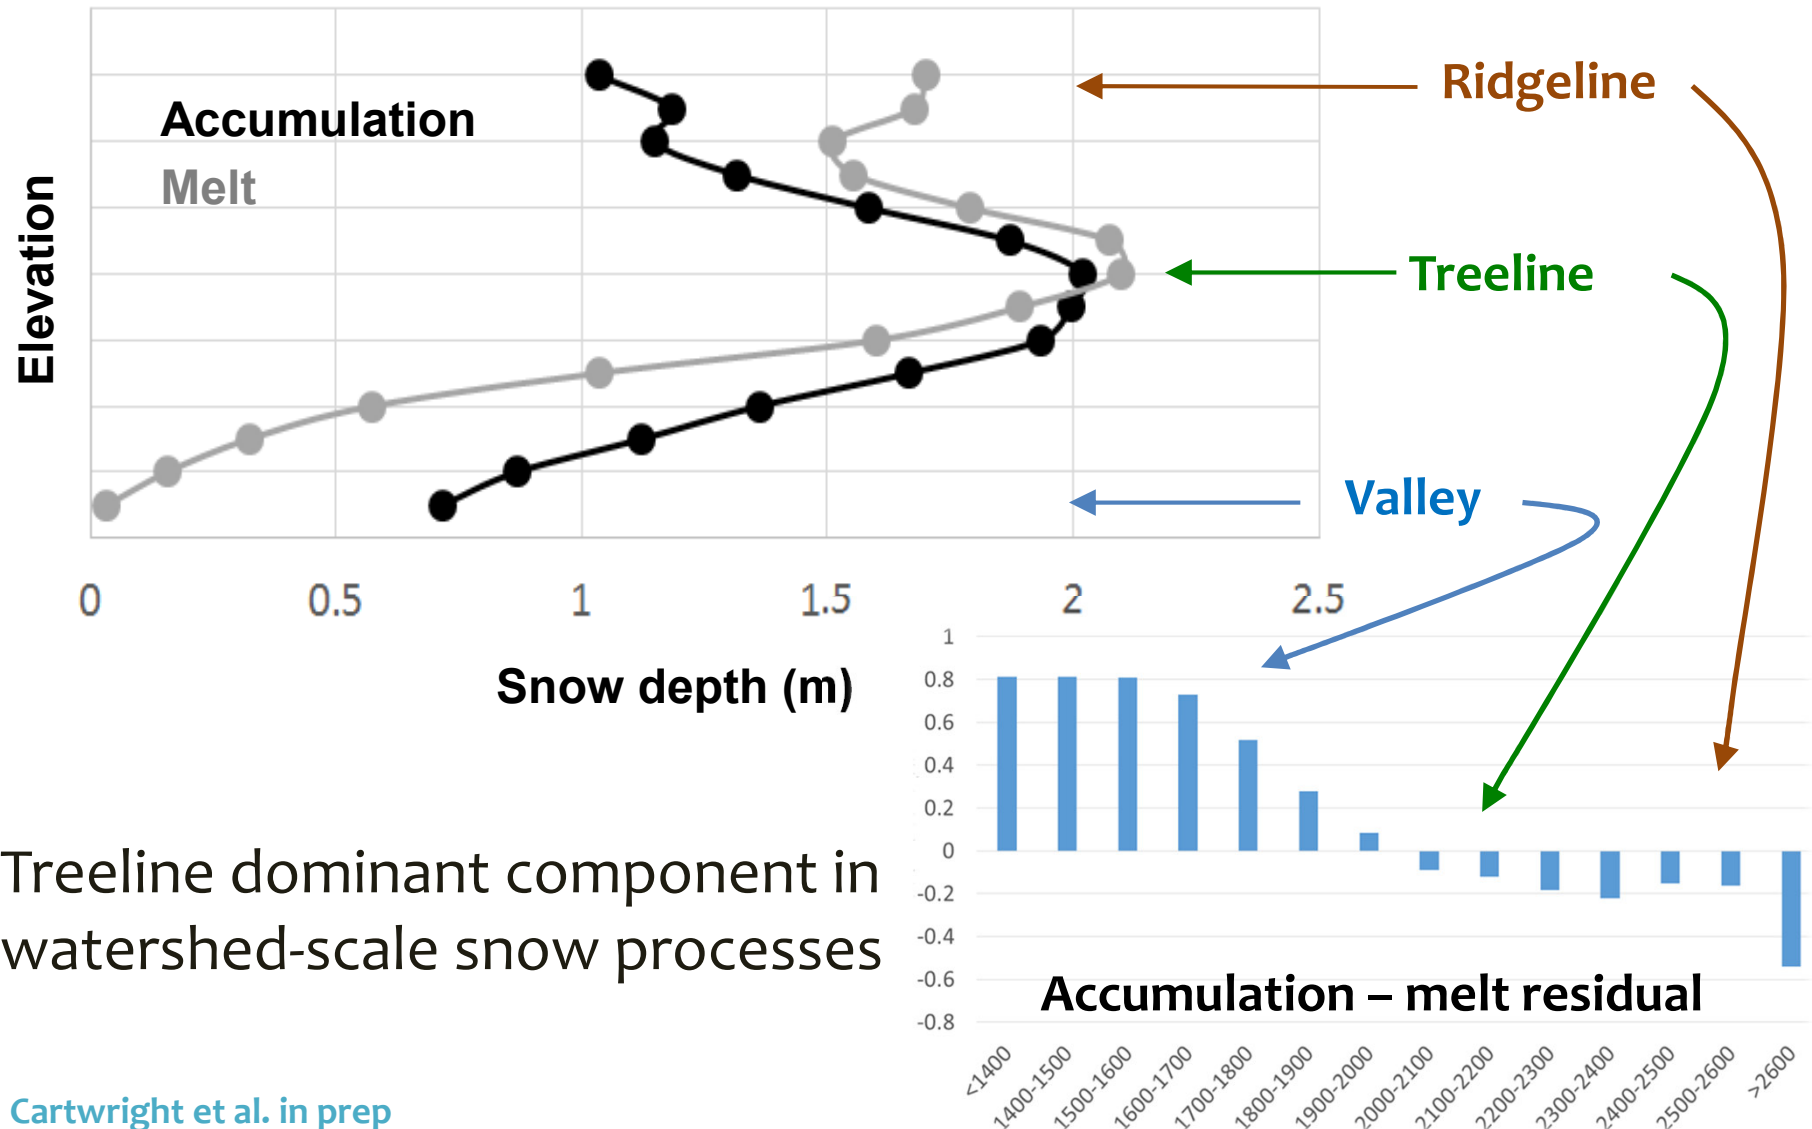 Accumulation
Melt
Elevation
Ridgeline
Treeline
Valley
0 0.5 1 1.5 2 2.5
Snow depth (m)
1
0.8
0.6
0.4
0.2
0
-0.2
-0.4
-0.6
-0.8
Accumulation – melt residual
<1400 1400-1500 1500-1600 1600-1700 1700-1800 1800-1900 1900-2000 2000-2100 2100-2200 2200-2300 2300-2400 2400-2500 2500-2600 >2600
Treeline dominant component in
watershed-scale snow processes
Cartwright et al. in prep